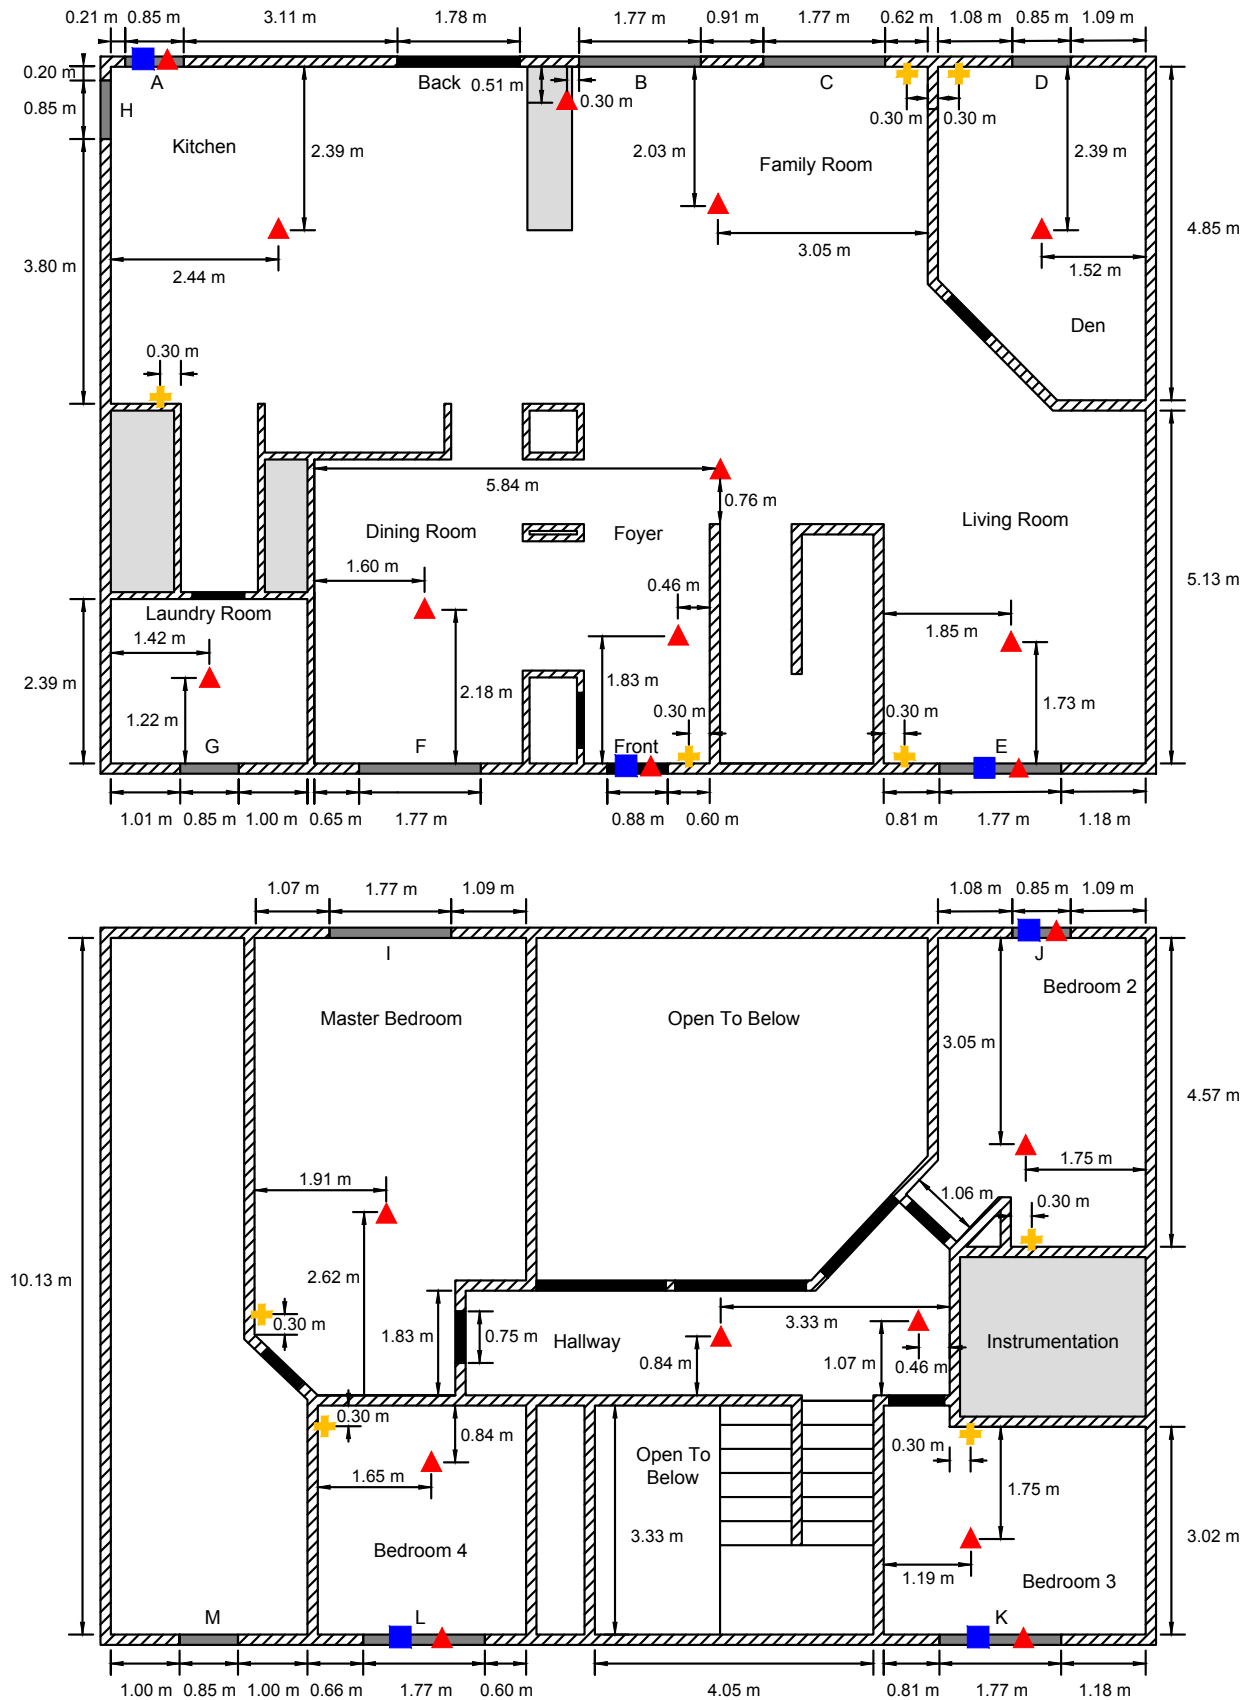 0.21 m 0.85 m 3.11 m 1.78 m 1.77 m 0.91 m 1.77 m 0.62 m 1.08 m 0.85 m 1.09 m
0.20 m
A Back B C D
0.51 m 0.30 m
0.85 m H
0.30 m 0.30 m
Kitchen 2.39 m 2.03 m Family Room 2.39 m
4.85 m
3.80 m 2.44 m 3.05 m 1.52 m
Den
0.30 m
5.84 m 0.76 m
Dining Room Foyer Living Room
1.60 m 0.46 m
5.13 m
Laundry Room
1.42 m 1.85 m
2.39 m 1.22 m 2.18 m 1.83 m 1.73 m
0.30 m 0.30 m
G F Front E
1.01 m 0.85 m 1.00 m 0.65 m 1.77 m 0.88 m 0.60 m 0.81 m 1.77 m 1.18 m
1.07 m 1.77 m 1.09 m 1.08 m 0.85 m 1.09 m
I J
Bedroom 2
Master Bedroom Open To Below
3.05 m
4.57 m
1.91 m 1.75 m
1.06 m 0.30 m
10.13 m 2.62 m
0.30 m 1.83 m 0.75 m Hallway 3.33 m
0.84 m 1.07 m 0.46 m Instrumentation
0.30 m
0.84 m 0.30 m
Open To
Below
1.65 m 1.75 m
3.33 m 3.02 m
Bedroom 4
1.19 m Bedroom 3
M L K
1.00 m 0.85 m 1.00 m 0.66 m 1.77 m 0.60 m 4.05 m 0.81 m 1.77 m 1.18 m